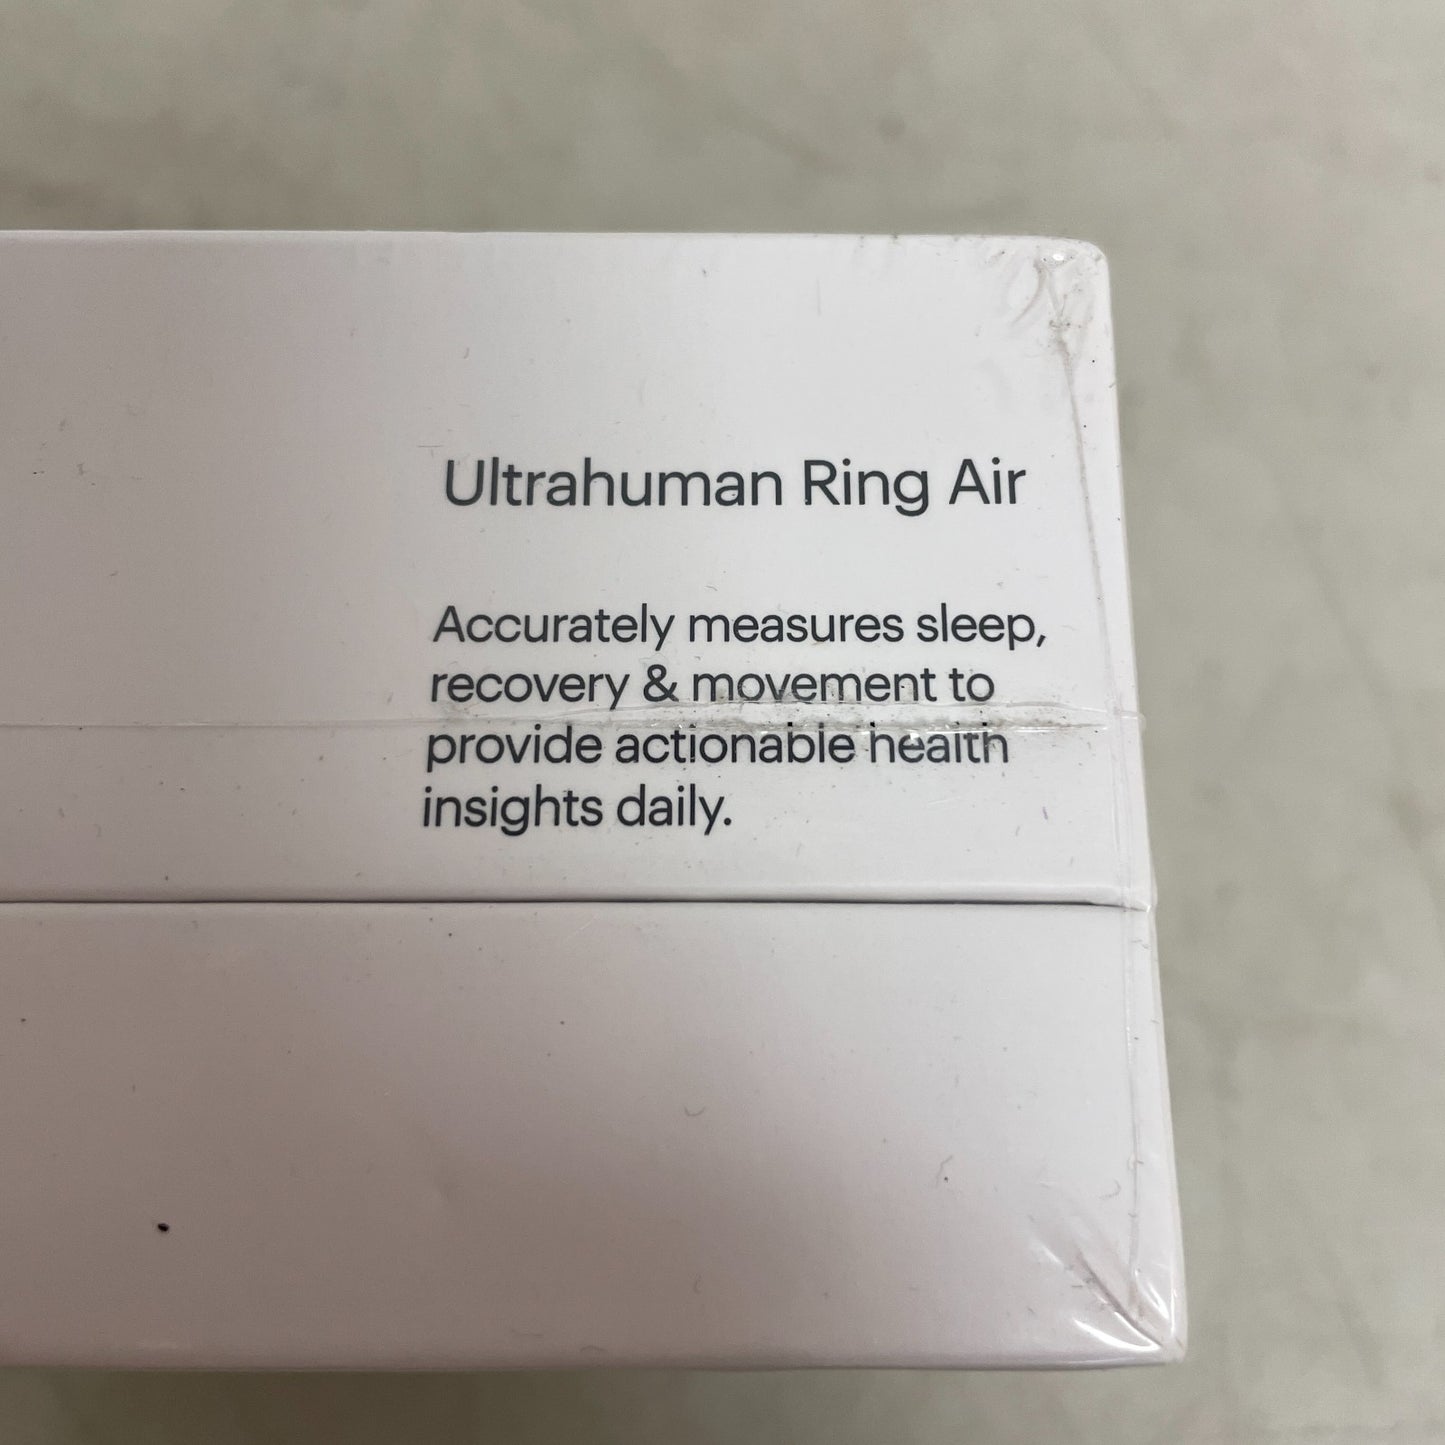 Ultrahuman Ring Air
Accurately measures sleep,
recovery & movement to
provide actionable health
insights daily.